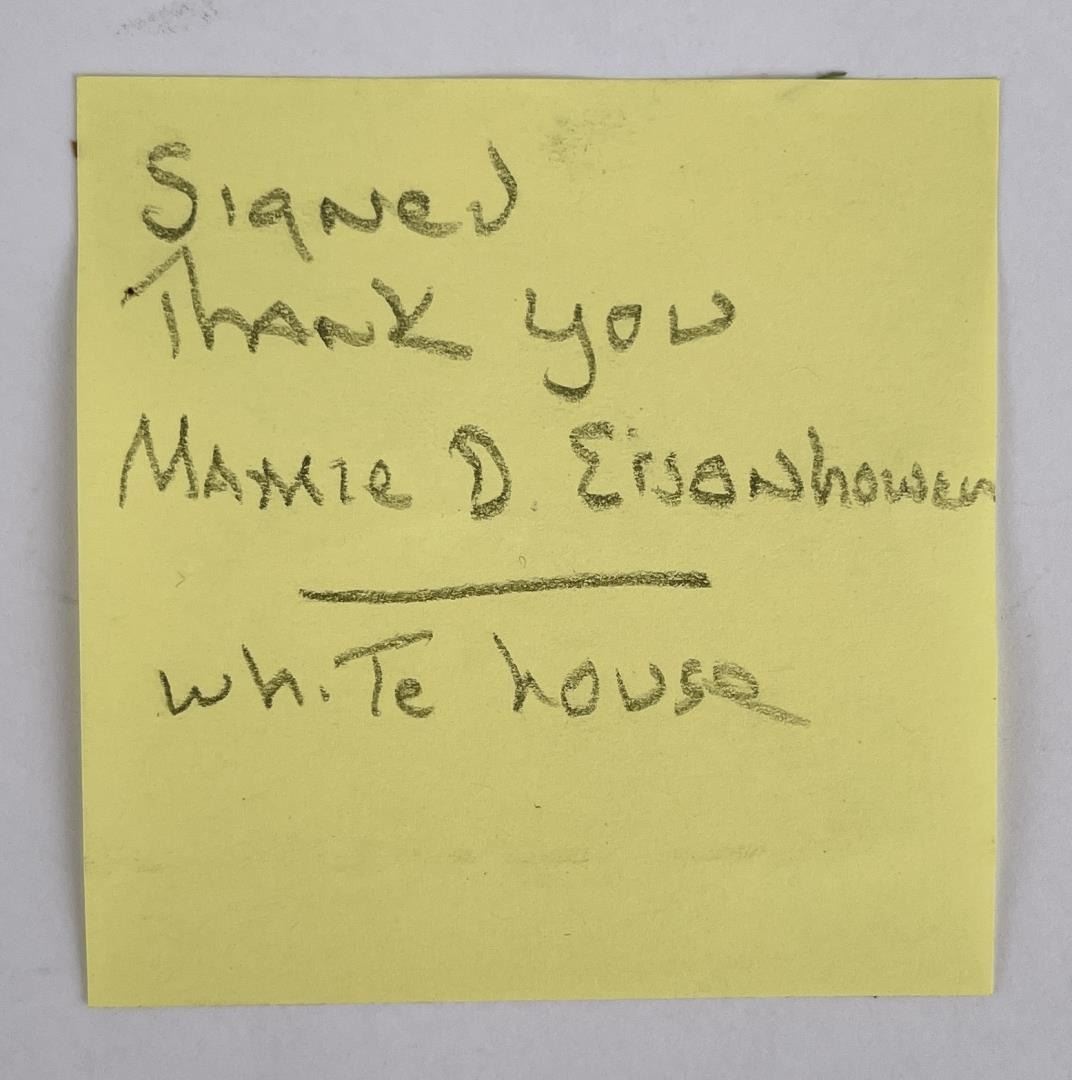 Signed
Thank you
Mamie D. Eisenhower
white house